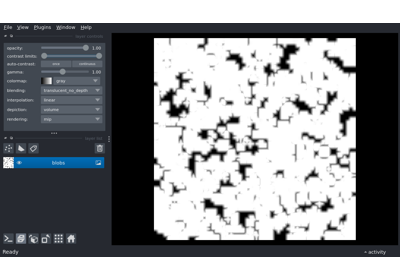 File View Plugins Window Help
opacity: 1.00
contrast limits:
auto-contrast: once continuous
gamma: 1.00
colormap: gray
blending: translucent_no_depth
interpolation: linear
depiction: volume
rendering: mip
blobs
Ready
activity